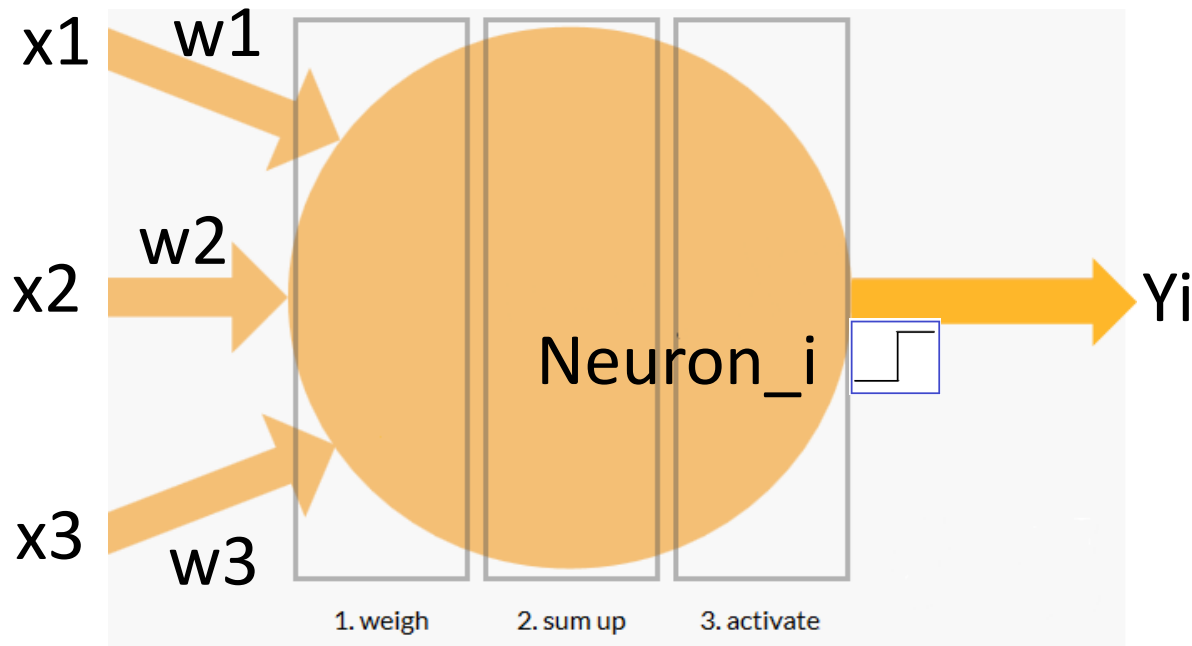 x1
w1
w2
x2
Yi
Neuron_i
x3
w3
1. weigh
2. sum up
3. activate